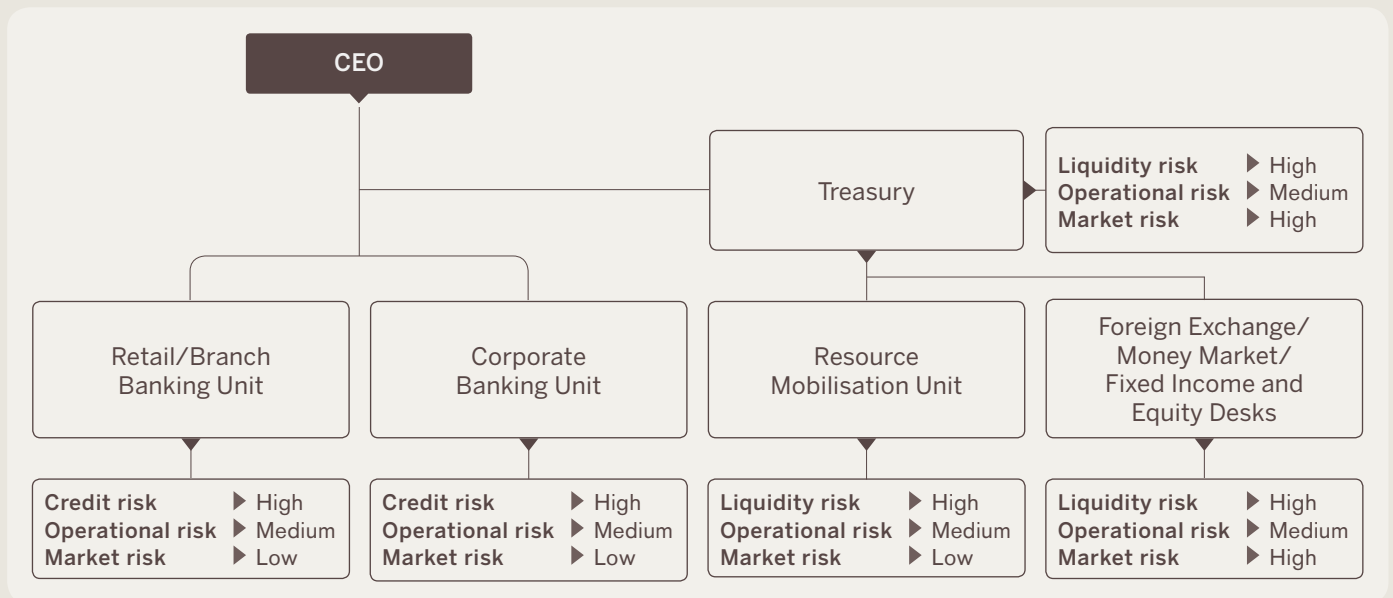 CEO
Treasury
Liquidity risk High
Operational risk Medium
Market risk High
Retail/Branch
Banking Unit
Corporate
Banking Unit
Resource
Mobilisation Unit
Foreign Exchange/
Money Market/
Fixed Income and
Equity Desks
Credit risk High
Operational risk Medium
Market risk Low
Credit risk High
Operational risk Medium
Market risk Low
Liquidity risk High
Operational risk Medium
Market risk Low
Liquidity risk High
Operational risk Medium
Market risk High